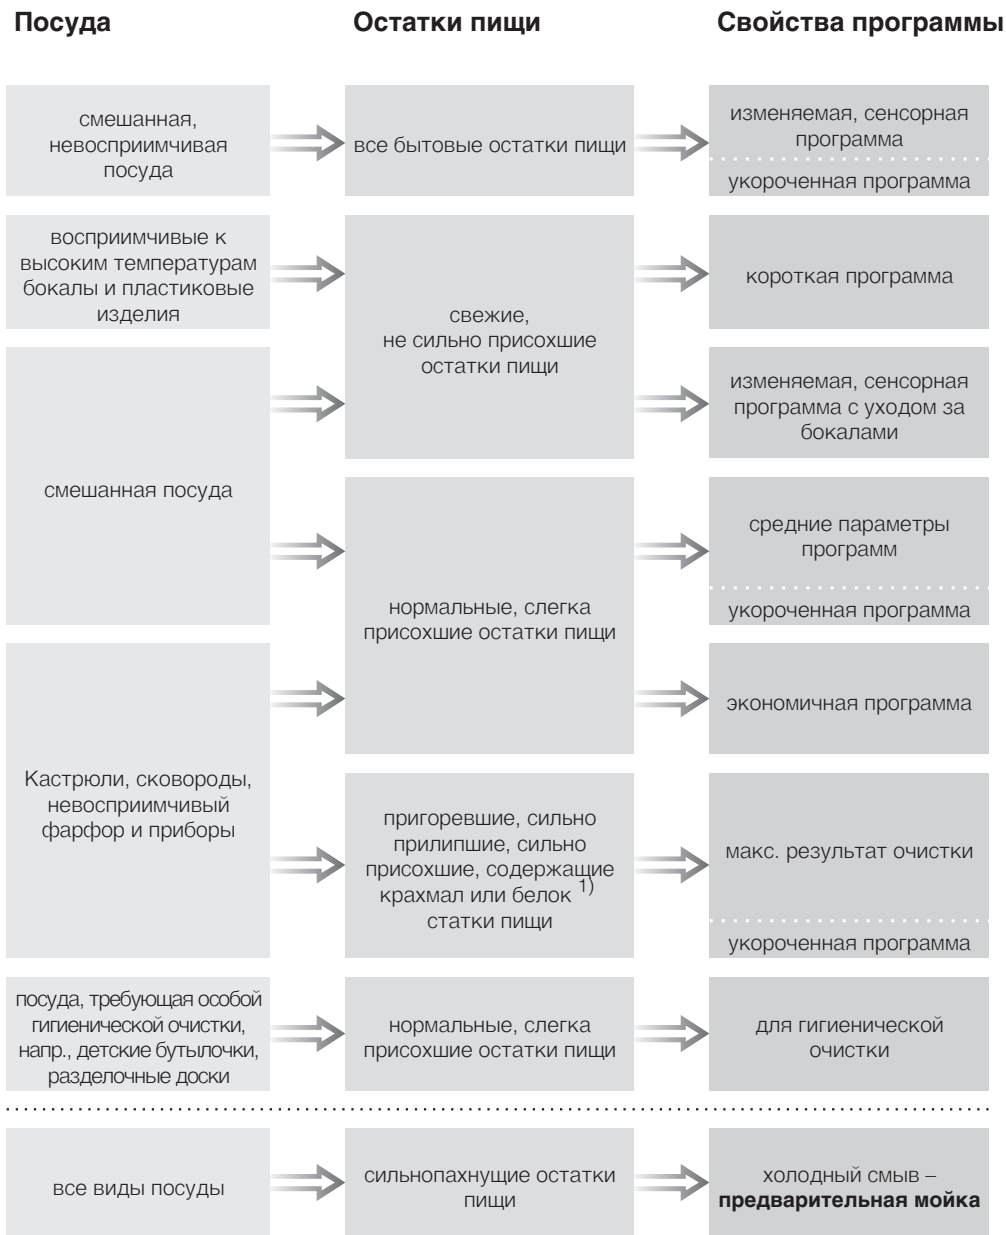 Посуда
Остатки пищи
Свойства программы
смешанная,
невосприимчивая
посуда
все бытовые остатки пищи
изменяемая, сенсорная
программа
укороченная программа
восприимчивые к
высоким температурам
бокалы и пластиковые
изделия
свежие,
не сильно присохшие
остатки пищи
короткая программа
изменяемая, сенсорная
программа с уходом за
бокалами
смешанная посуда
нормальные, слегка
присохшие остатки пищи
средние параметры
программ
укороченная программа
экономичная программа
Кастрюли, сковороды,
невосприимчивый
фарфор и приборы
пригоревшие, сильно
прилипшие, сильно
присохшие, содержащие
крахмал или белок 1)
статки пищи
макс. результат очистки
укороченная программа
посуда, требующая особой
гигиенической очистки,
напр., детские бутылочки,
разделочные доски
нормальные, слегка
присохшие остатки пищи
для гигиенической
очистки
все виды посуды
сильнопахнущие остатки
пищи
холодный смыв –
предварительная мойка